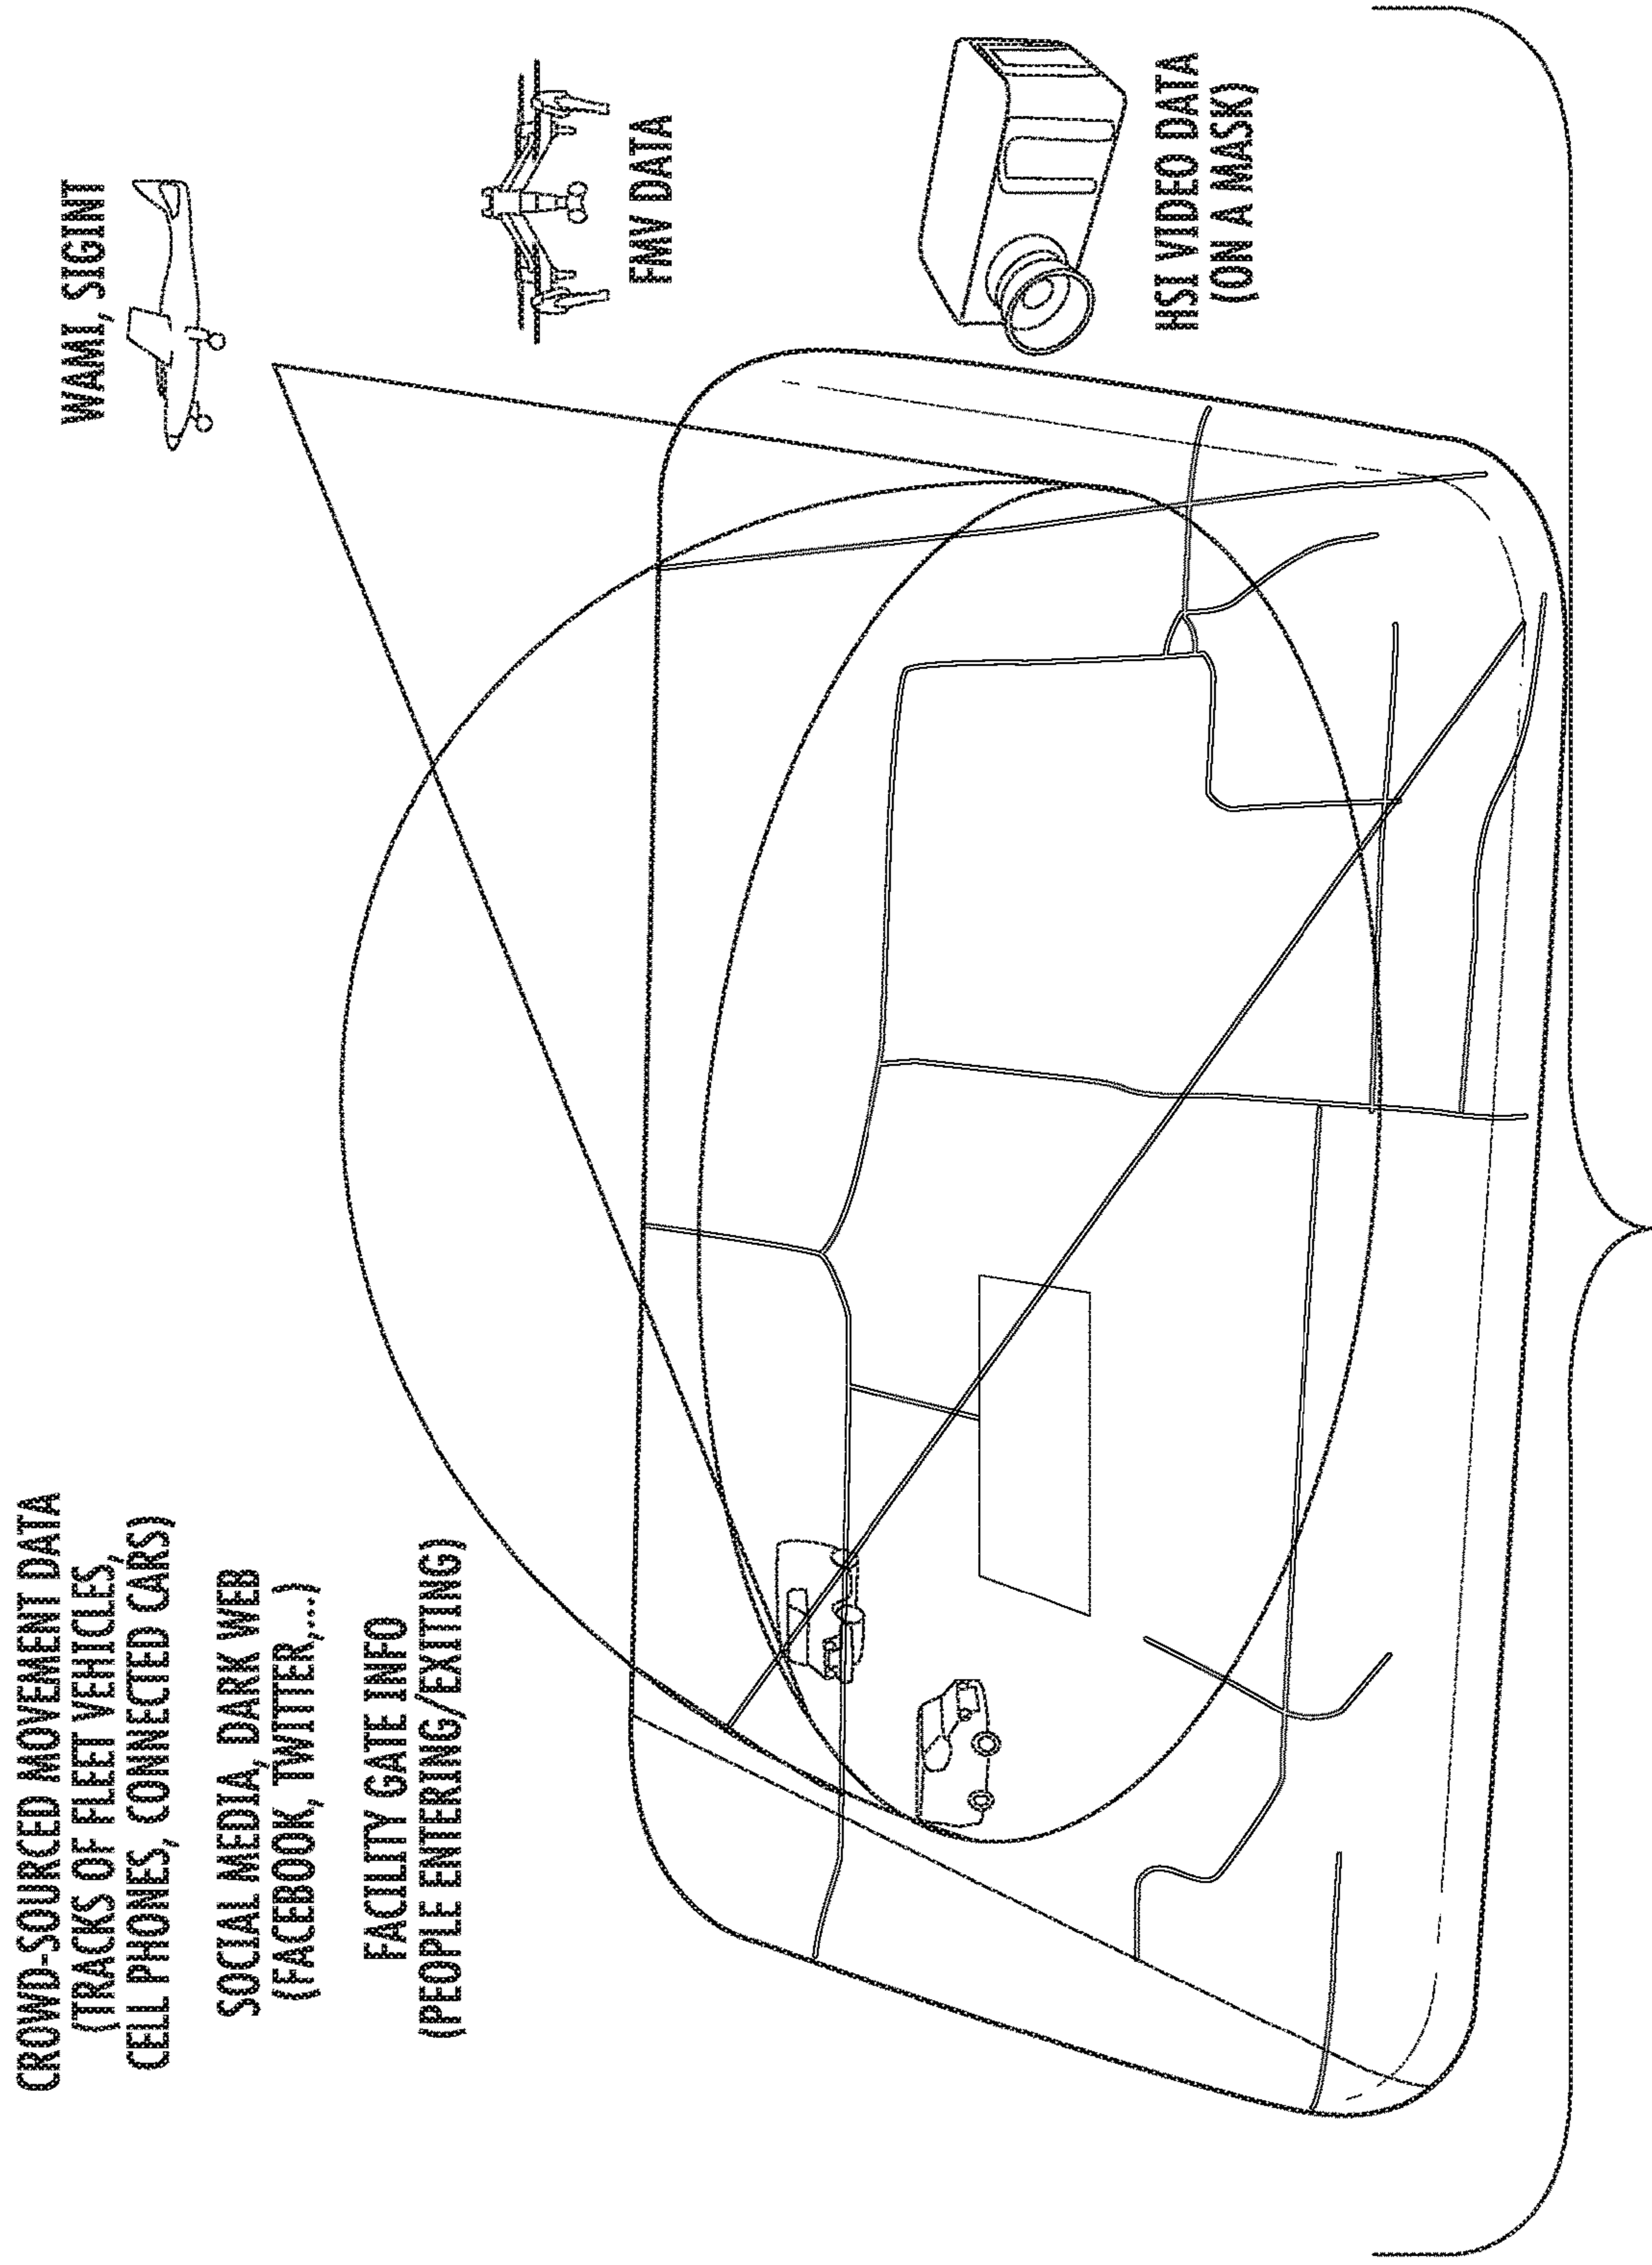 CROWD-SOURCED MOVEMENT DATA
(TRACKS OF FLEET VEHICLES,
CELL PHONES, CONNECTED CARS)
SOCIAL MEDIA, DARK WEB
(FACEBOOK, TWITTER,...)
FACILITY GATE INFO
(PEOPLE ENTERING/EXITING)
WAMI, SIGINT
FMV DATA
HSI VIDEO DATA
(ON A MASK)